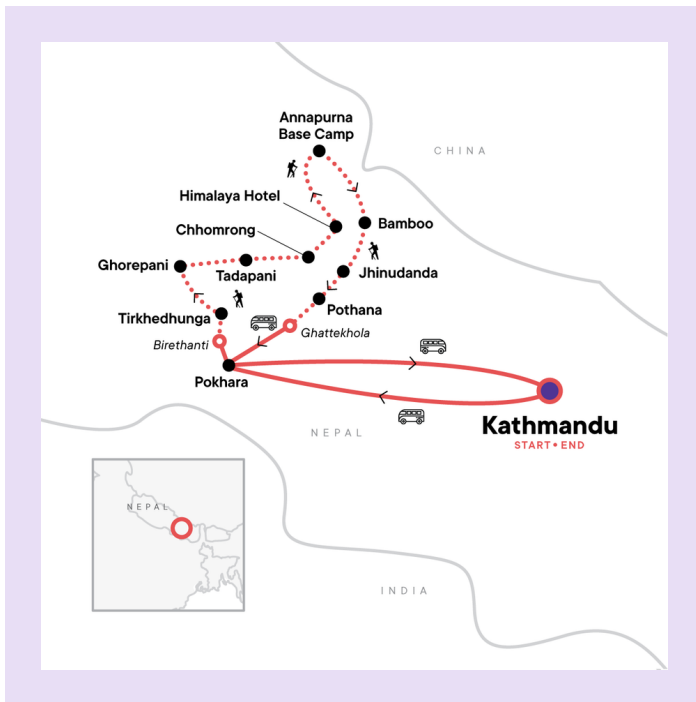 Annapurna
Base Camp
CHINA
Himalaya Hotel
Chhomrong
Bamboo
Ghorepani
Tadapani
Jhinudanda
Tirkhedhunga
Pothana
Birethanti
Ghattekhola
Pokhara
Kathmandu
START • END
NEPAL
NEPAL
INDIA